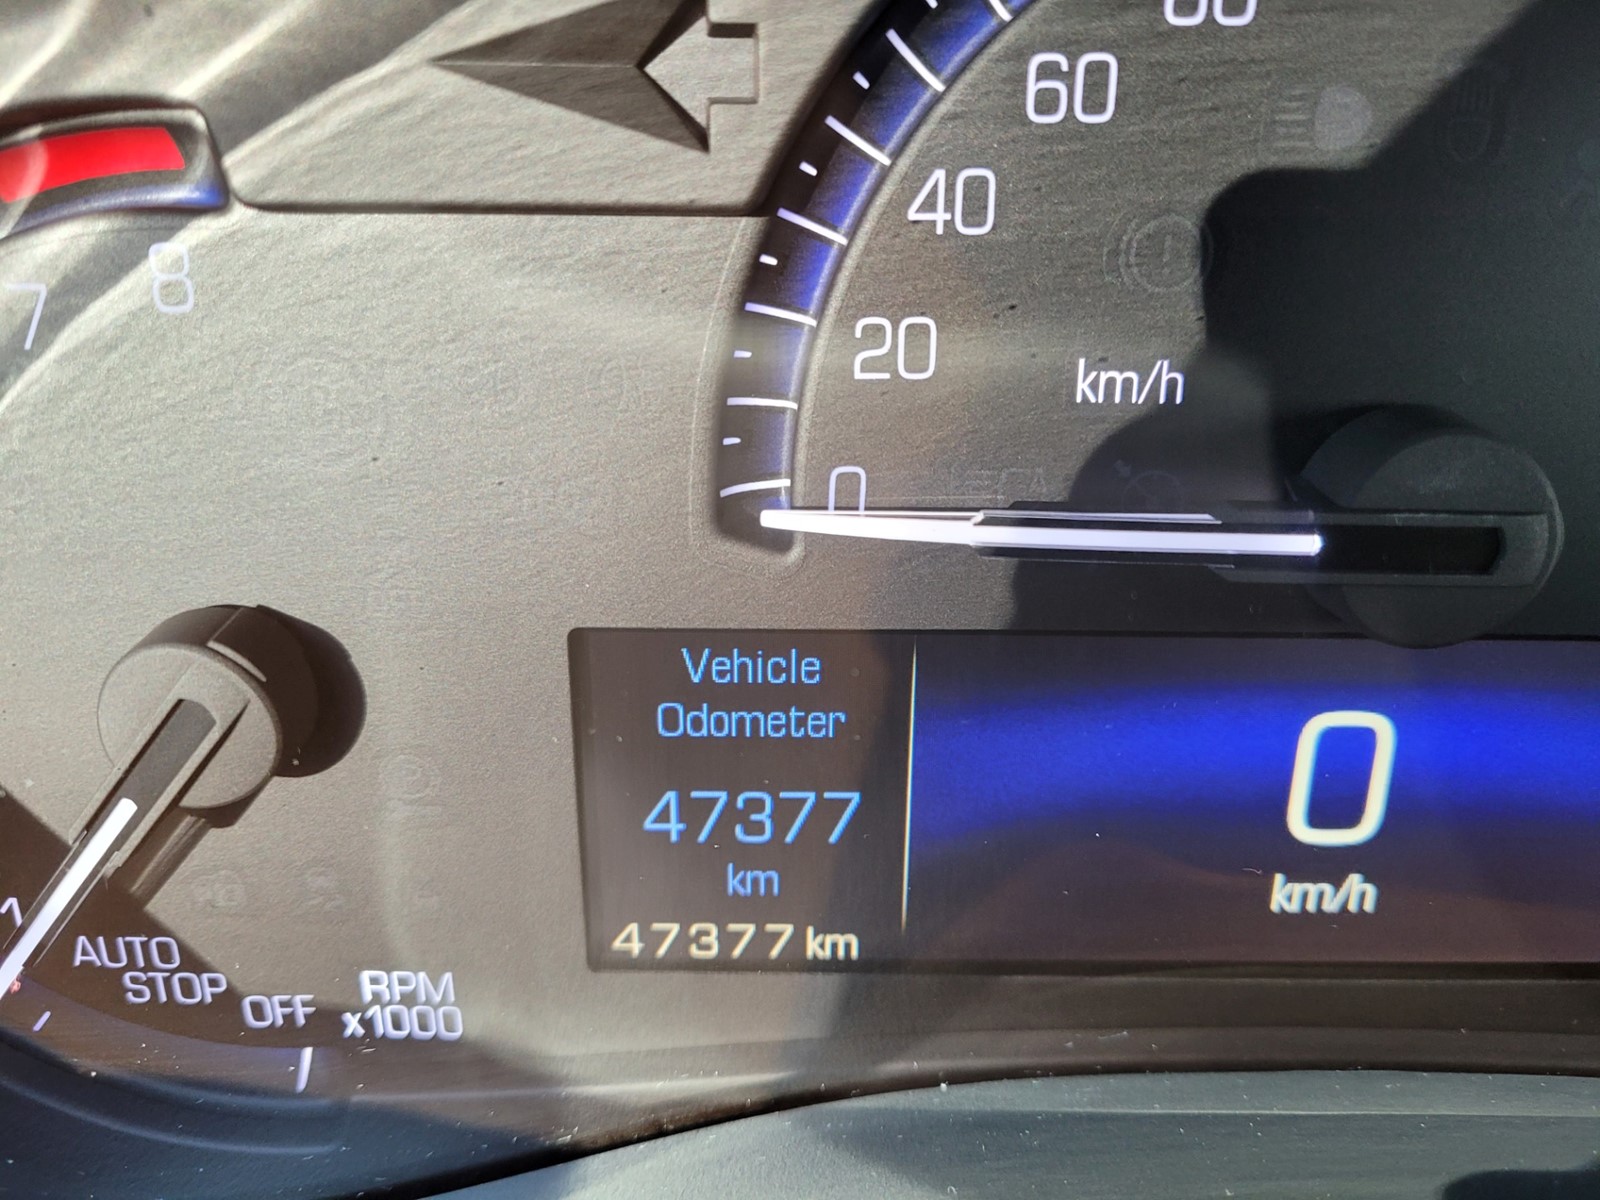 60
40
20
km/h
0
7
8
Vehicle
Odometer
47377
km
47377 km
0
km/h
1
AUTO
STOP
OFF
RPM
x1000